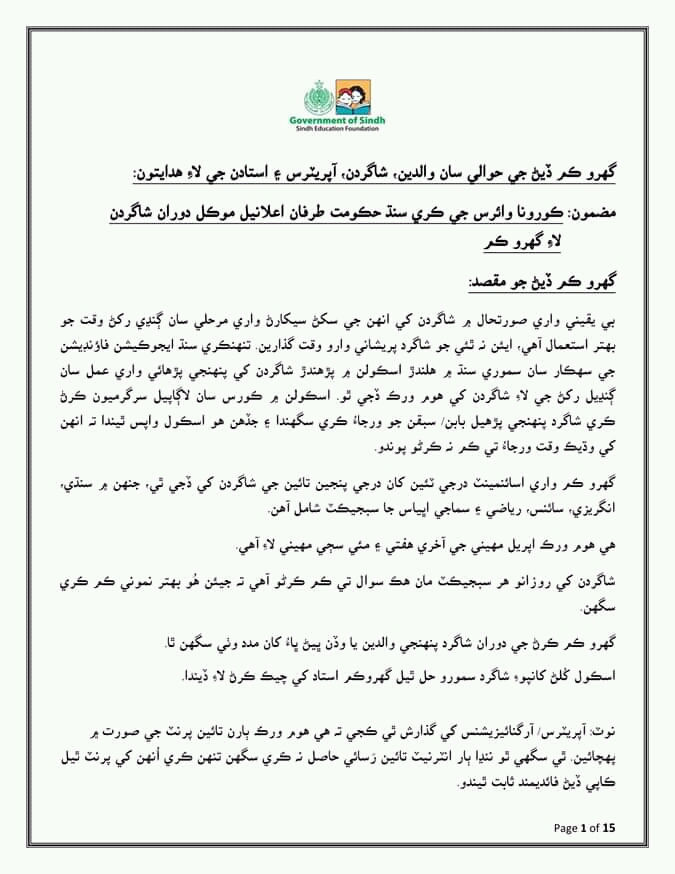 Government of Sindh
Sindh Education Foundation
گهرو ڪم ڏيڻ جي حوالي سان والدين، شاگردن، آپريٽرس ۽ استادن جي لاءِ هدايتون:
مضمون: ڪورونا وائرس جي ڪري سنڌ حڪومت طرفان اعلانيل موڪل دوران شاگردن
لاءِ گهرو ڪم
گهرو ڪم ڏيڻ جو مقصد:
بي يقيني واري صورتحال ۾ شاگردن کي انهن جي سکڻ سيکارڻ واري مرحلي سان ڳنڍي رکڻ وقت جو
بهتر استعمال آهي، ايئن نہ ٿئي جو شاگرد پريشاني وارو وقت گذارين. تنهنڪري سنڌ ايجوڪيشن فائونڊيشن
جي سهڪار سان سموري سنڌ ۾ هلندڙ اسڪولن ۾ پڙهندڙ شاگردن کي پنهنجي پڙهائي واري عمل سان
ڳنڍيل رکڻ جي لاءِ شاگردن کي هوم ورڪ ڏجي ٿو. اسڪولن ۾ ڪورس سان لاڳاپيل سرگرميون ڪرڻ
ڪري شاگرد پنهنجي پڙهيل بابن/ سبقن جو ورجاءُ ڪري سگهندا ۽ جڏهن هو اسڪول واپس ٿيندا تہ انهن
کي وڌيڪ وقت ورجاءُ تي ڪم نہ ڪرڻو پوندو.
گهرو ڪم واري اسائنمينٽ درجي ٽئين کان درجي پنجين تائين جي شاگردن کي ڏجي ٿي، جنهن ۾ سنڌي،
انگريزي، سائنس، رياضي ۽ سماجي اڀياس جا سبجيڪٽ شامل آهن.
هي هوم ورڪ اپريل مهيني جي آخري هفتي ۽ مئي سڄي مهيني لاءِ آهي.
شاگردن کي روزانو هر سبجيڪٽ مان هڪ سوال تي ڪم ڪرڻو آهي تہ جيئن هُو بهتر نموني ڪم ڪري
سگهن.
گهرو ڪم ڪرڻ جي دوران شاگرد پنهنجي والدين يا وڏن ڀيڻ ڀاءُ کان مدد وٺي سگهن ٿا.
اسڪول کُلڻ کانپوءِ شاگرد سمورو حل ٿيل گهروڪم استاد کي چيڪ ڪرڻ لاءِ ڏيندا.
نوٽ: آپريٽرس/ آرگنائيزيشنس کي گذارش ٿي ڪجي تہ هي هوم ورڪ ٻارن تائين پرنٽ جي صورت ۾
پهچائين. ٿي سگهي ٿو ننڍا ٻار انٽرنيٽ تائين رَسائي حاصل نہ ڪري سگهن تنهن ڪري اُنهن کي پرنٽ ٿيل
ڪاپي ڏيڻ فائديمند ثابت ٿيندو.
Page 1 of 15